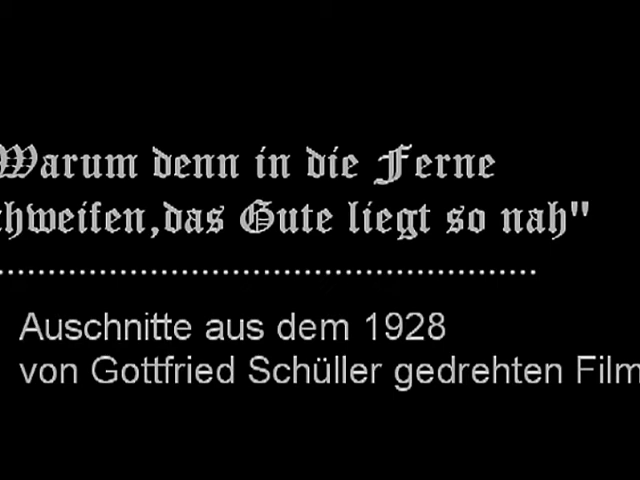 Warum denn in die Ferne
chweifen,das Gute liegt so nah"
Auschnitte aus dem 1928
von Gottfried Schüller gedrehten Film